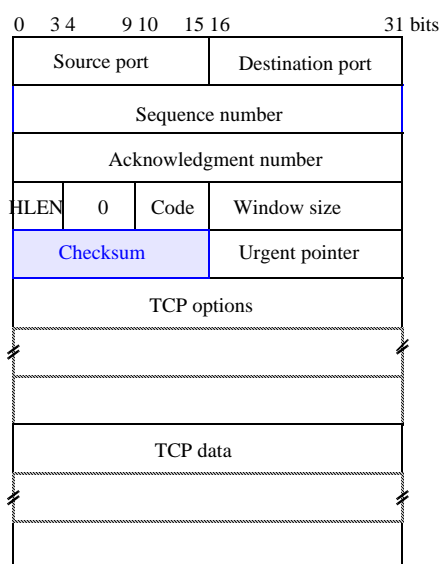 0 3 4 9 10 15 16 31 bits
Source port Destination port
Sequence number
Acknowledgment number
HLEN 0 Code Window size
Checksum Urgent pointer
TCP options
TCP data